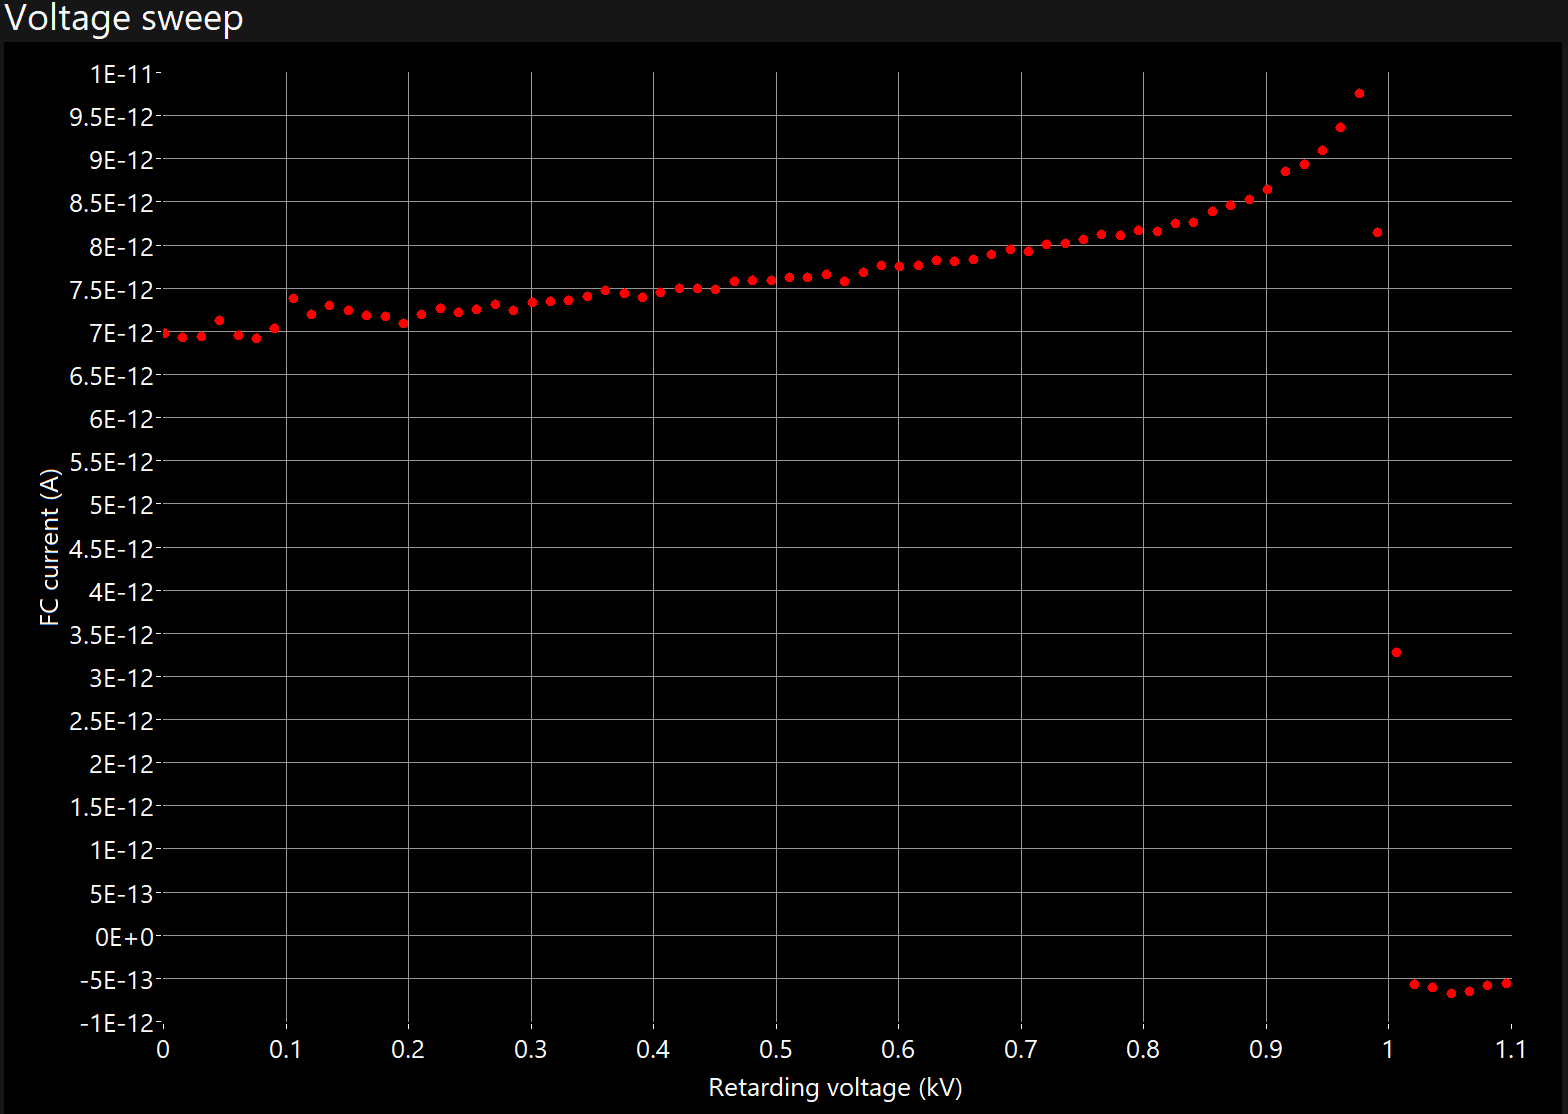 Voltage sweep
1E-11
9.5E-12
9E-12
8.5E-12
8E-12
7.5E-12
7E-12
6.5E-12
6E-12
5.5E-12
5E-12
4.5E-12
4E-12
3.5E-12
3E-12
2.5E-12
2E-12
1.5E-12
1E-12
5E-13
0E+0
-5E-13
-1E-12
FC current (A)
0 0.1 0.2 0.3 0.4 0.5 0.6 0.7 0.8 0.9 1 1.1
Retarding voltage (kV)